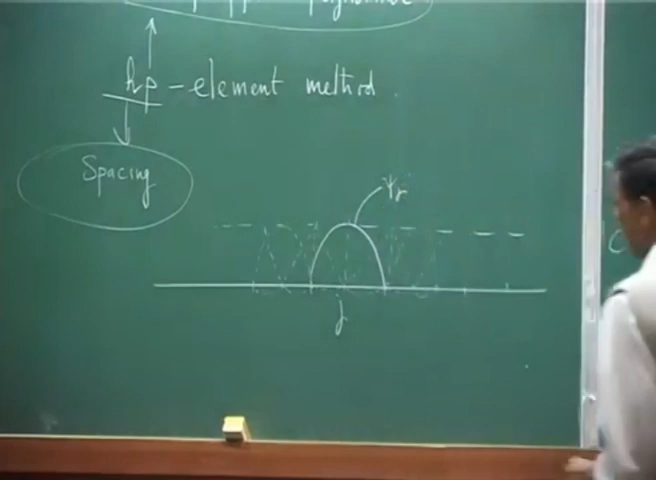 hp - element method
Spacing
ψr
j